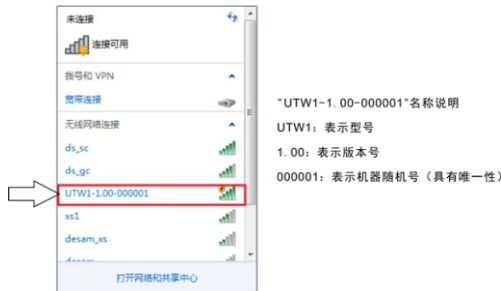 未连接
连接可用
拨号和 VPN
宽带连接
无线网络连接
ds_sc
ds_gc
UTW1-1.00-000001
xs1
desam_xs
打开网络和共享中心
"UTW1-1.00-000001"名称说明
UTW1：表示型号
1.00：表示版本号
000001：表示机器随机号（具有唯一性）